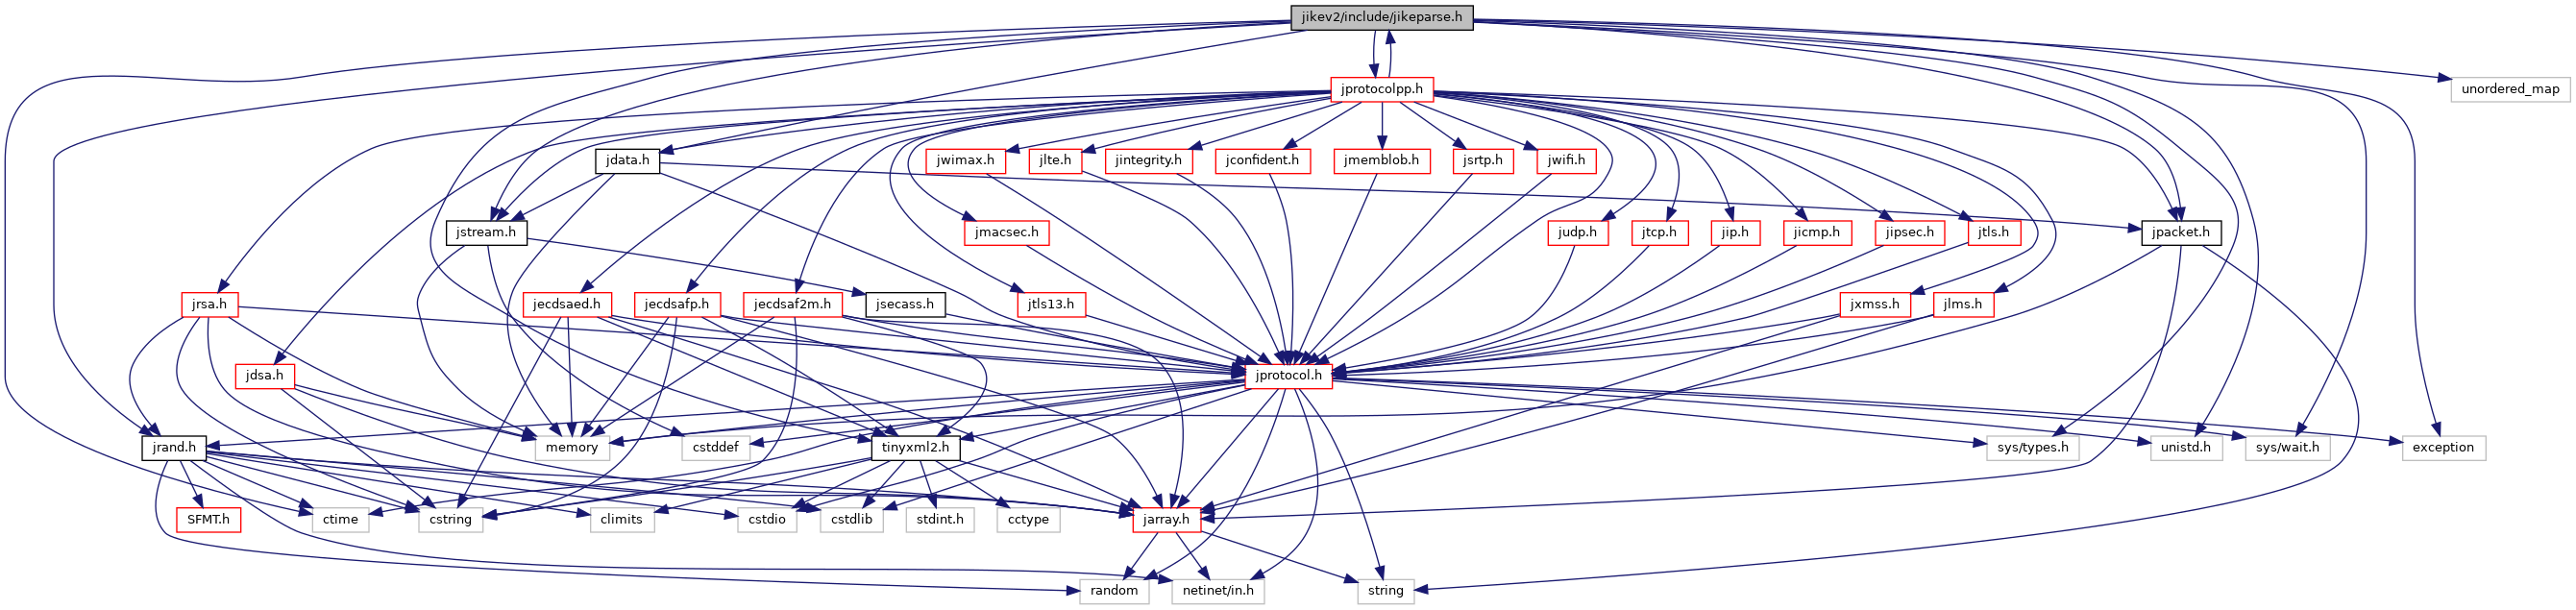 jikev2/include/jikeparse.h
jprotocolpp.h
unordered_map
jdata.h
jwimax.h
jlte.h
jintegrity.h
jconfident.h
jmemblob.h
jsrtp.h
jwifi.h
jstream.h
jmacsec.h
judp.h
jtcp.h
jip.h
jicmp.h
jipsec.h
jtls.h
jpacket.h
jrsa.h
jecdsaed.h
jecdsafp.h
jecdsaf2m.h
jsecass.h
jtls13.h
jxmss.h
jlms.h
jdsa.h
jprotocol.h
jrand.h
memory
cstddef
tinyxml2.h
sys/types.h
unistd.h
sys/wait.h
exception
SFMT.h
ctime
cstring
climits
cstdio
cstdlib
stdint.h
cctype
jarray.h
random
netinet/in.h
string